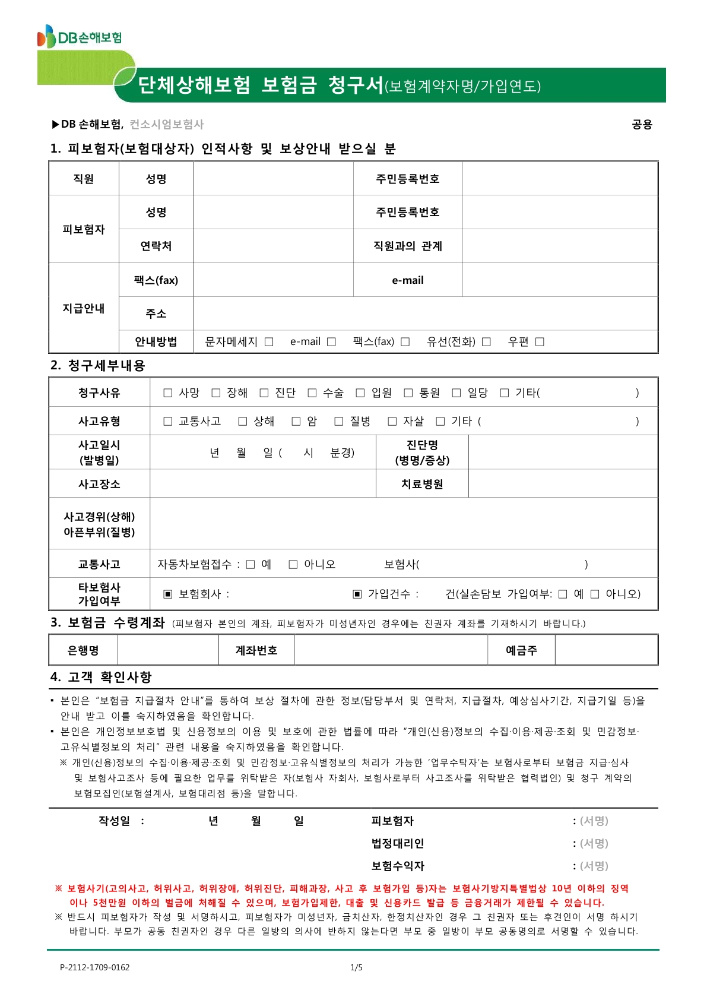 DB손해보험
단체상해보험 보험금 청구서(보험계약자명/가입연도)
▶DB 손해보험, 컨소시엄보험사 공용
1. 피보험자(보험대상자) 인적사항 및 보상안내 받으실 분
직원 성명 주민등록번호
피보험자 성명 주민등록번호
연락처 직원과의 관계
지급안내 팩스(fax) e-mail
주소
안내방법 문자메세지 □ e-mail □ 팩스(fax) □ 유선(전화) □ 우편 □
2. 청구세부내용
청구사유 □ 사망 □ 장해 □ 진단 □ 수술 □ 입원 □ 통원 □ 일당 □ 기타( )
사고유형 □ 교통사고 □ 상해 □ 암 □ 질병 □ 자살 □ 기타 ( )
사고일시 (발병일) 년 월 일 ( 시 분경) 진단명 (병명/증상)
사고장소 치료병원
사고경위(상해)
아픈부위(질병)
교통사고 자동차보험접수 : □ 예 □ 아니오 보험사( )
타보험사 가입여부 ▣ 보험회사 : ▣ 가입건수 : 건(실손담보 가입여부: □ 예 □ 아니오)
3. 보험금 수령계좌 (피보험자 본인의 계좌, 피보험자가 미성년자인 경우에는 친권자 계좌를 기재하시기 바랍니다.)
은행명 계좌번호 예금주
4. 고객 확인사항
▪ 본인은 “보험금 지급절차 안내”를 통하여 보상 절차에 관한 정보(담당부서 및 연락처, 지급절차, 예상심사기간, 지급기일 등)을
안내 받고 이를 숙지하였음을 확인합니다.
▪ 본인은 개인정보보호법 및 신용정보의 이용 및 보호에 관한 법률에 따라 “개인(신용)정보의 수집·이용·제공·조회 및 민감정보·
고유식별정보의 처리” 관련 내용을 숙지하였음을 확인합니다.
※ 개인(신용)정보의 수집·이용·제공·조회 및 민감정보·고유식별정보의 처리가 가능한 ‘업무수탁자’는 보험사로부터 보험금 지급·심사
및 보험사고조사 등에 필요한 업무를 위탁받은 자(보험사 자회사, 보험사로부터 사고조사를 위탁받은 협력법인) 및 청구 계약의
보험모집인(보험설계사, 보험대리점 등)을 말합니다.
작성일 : 년 월 일 피보험자 : (서명)
법정대리인 : (서명)
보험수익자 : (서명)
※ 보험사기(고의사고, 허위사고, 허위장애, 허위진단, 피해과장, 사고 후 보험가입 등)자는 보험사기방지특별법상 10년 이하의 징역
이나 5천만원 이하의 벌금에 처해질 수 있으며, 보험가입제한, 대출 및 신용카드 발급 등 금융거래가 제한될 수 있습니다.
※ 반드시 피보험자가 작성 및 서명하시고, 피보험자가 미성년자, 금치산자, 한정치산자인 경우 그 친권자 또는 후견인이 서명 하시기
바랍니다. 부모가 공동 친권자인 경우 다른 일방의 의사에 반하지 않는다면 부모 중 일방이 부모 공동명의로 서명할 수 있습니다.
P-2112-1709-0162 1/5